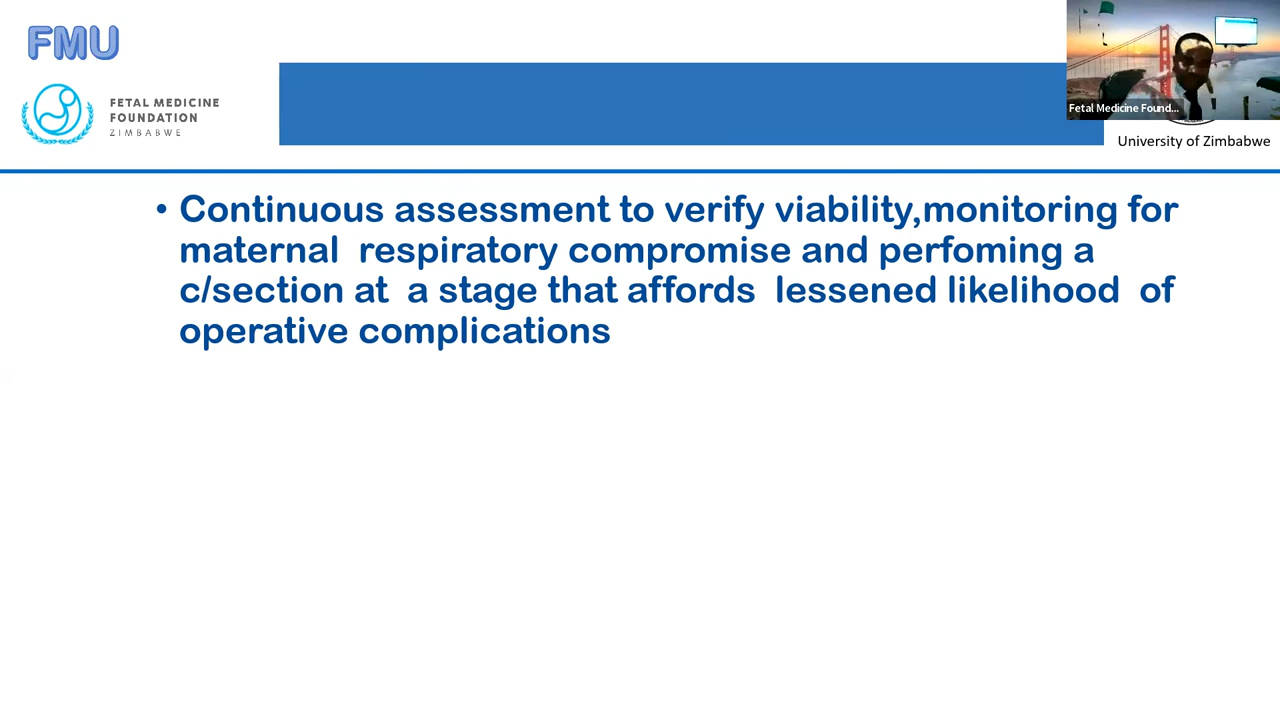 FMU
FETAL MEDICINE
FOUNDATION
ZIMBABWE
Fetal Medicine Found...
University of Zimbabwe
• Continuous assessment to verify viability,monitoring for
maternal  respiratory compromise and perfoming a
c/section at  a stage that affords  lessened likelihood  of
operative complications